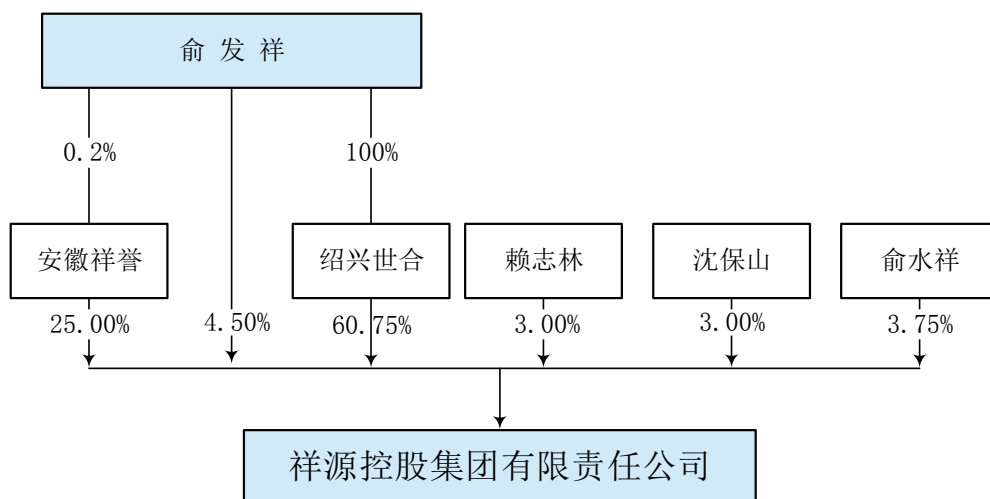 俞 发 祥
0.2%
100%
安徽祥誉
绍兴世合
赖志林
沈保山
俞水祥
25.00%
4.50%
60.75%
3.00%
3.00%
3.75%
祥源控股集团有限责任公司